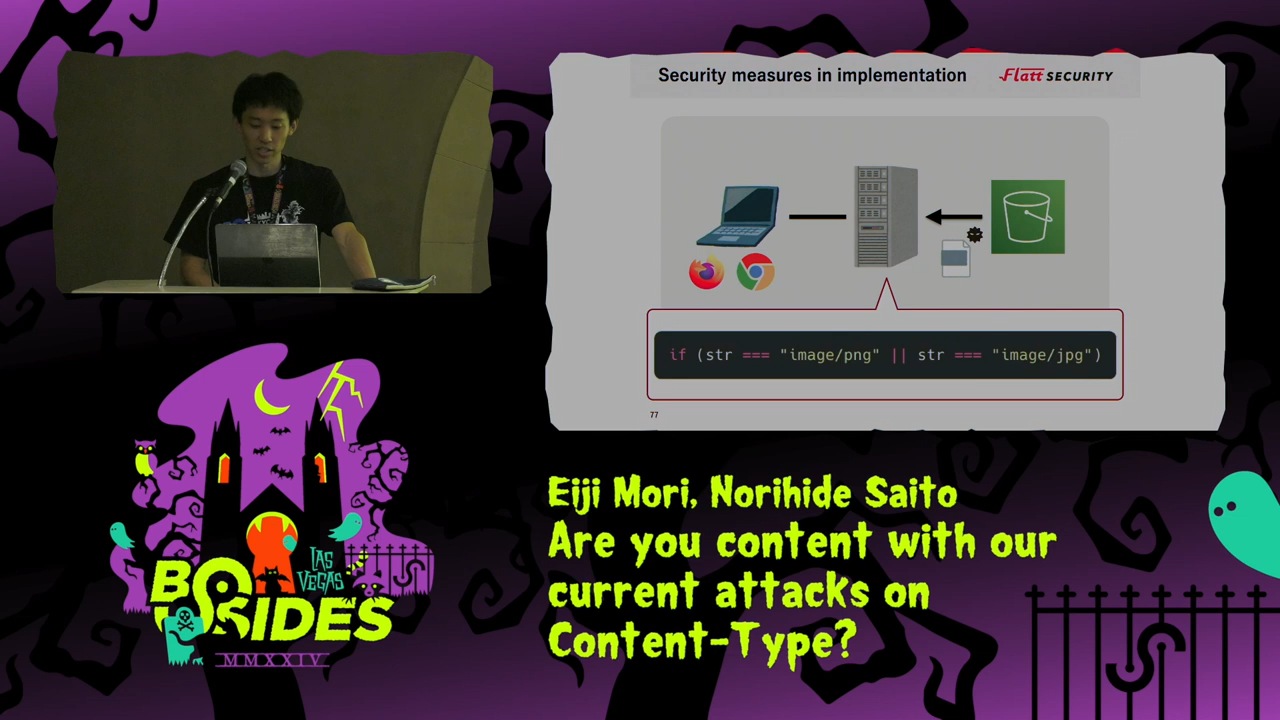 Security measures in implementation
Flatt SECURITY
if (str === "image/png" || str === "image/jpg")
77
Eiji Mori, Norihide Saito
Are you content with our
current attacks on
Content-Type?
LAS
VEGAS
BSIDES
MMXXIV